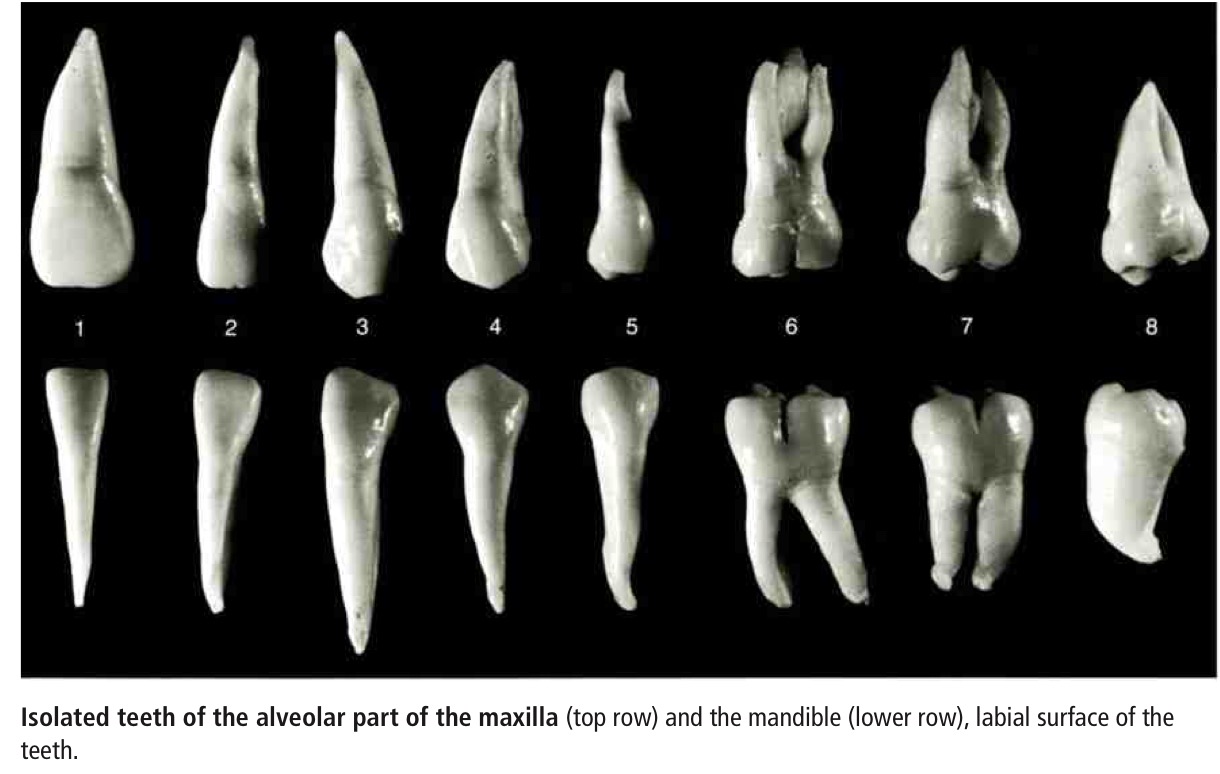 1 2 3 4 5 6 7 8
Isolated teeth of the alveolar part of the maxilla (top row) and the mandible (lower row), labial surface of the
teeth.